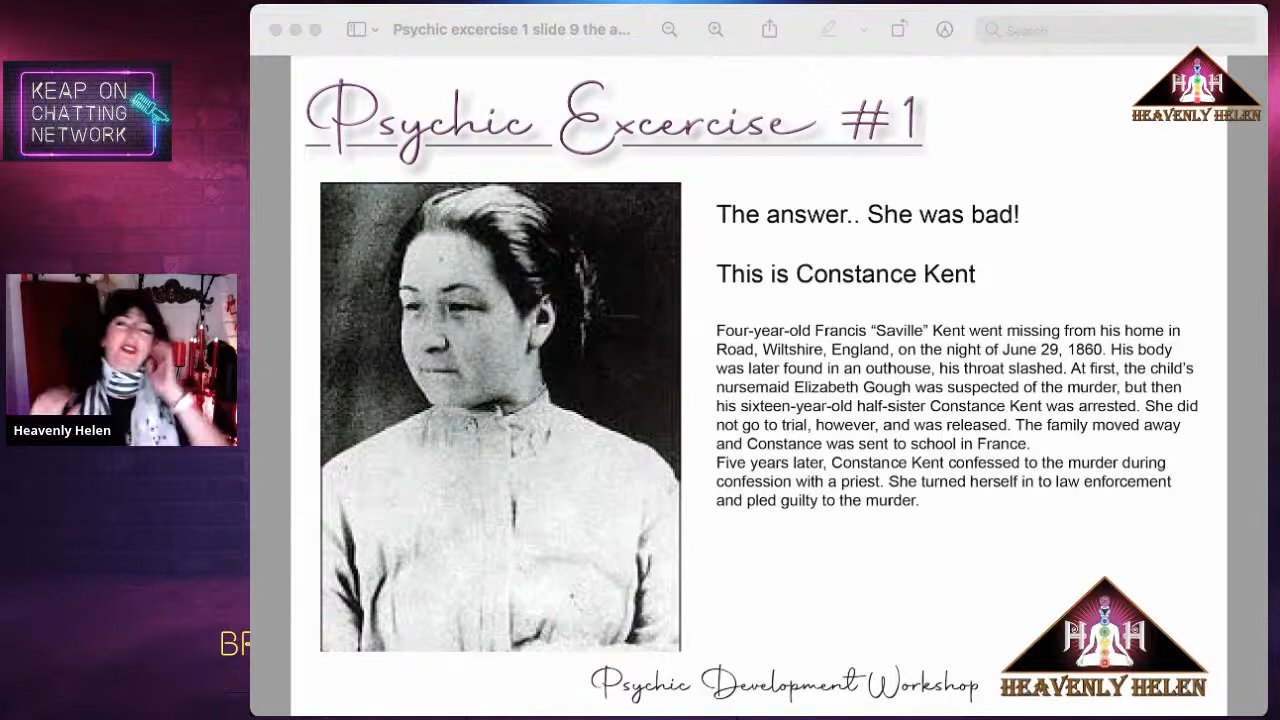 Psychic excercise 1 slide 9 the a...
Search
KEAP ON
CHATTING
NETWORK
HH
HEAVENLY HELEN
Psychic Excercise #1
The answer.. She was bad!
This is Constance Kent
Four-year-old Francis “Saville” Kent went missing from his home in
Road, Wiltshire, England, on the night of June 29, 1860. His body
was later found in an outhouse, his throat slashed. At first, the child’s
nursemaid Elizabeth Gough was suspected of the murder, but then
his sixteen-year-old half-sister Constance Kent was arrested. She did
not go to trial, however, and was released. The family moved away
and Constance was sent to school in France.
Five years later, Constance Kent confessed to the murder during
confession with a priest. She turned herself in to law enforcement
and pled guilty to the murder.
Heavenly Helen
Psychic Development Workshop
HH
HEAVENLY HELEN